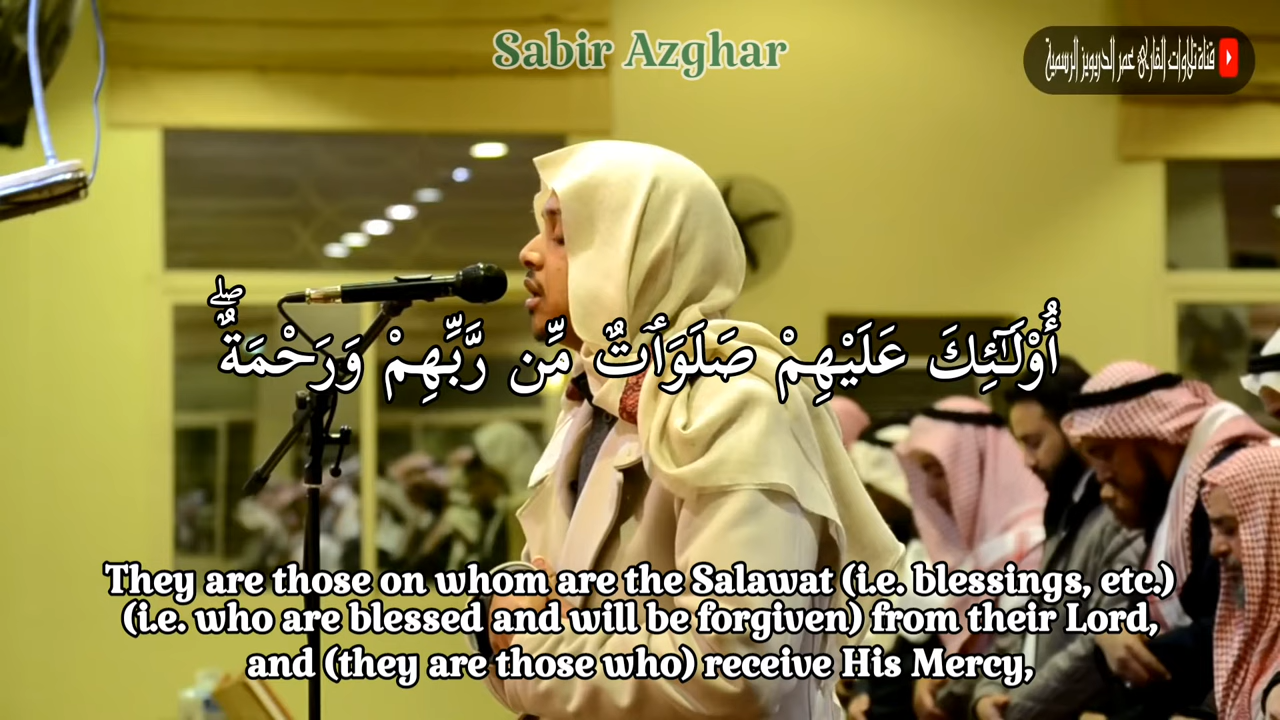 Sabir Azghar
قناة تلاوات القارئ عمر الدريويز الرسمية
أُو۟لَـٰٓئِكَ عَلَيْهِمْ صَلَوَٰتٌ مِّن رَّبِّهِمْ وَرَحْمَةٌ ۖ
They are those on whom are the Salawat (i.e. blessings, etc.)
(i.e. who are blessed and will be forgiven) from their Lord,
and (they are those who) receive His Mercy,